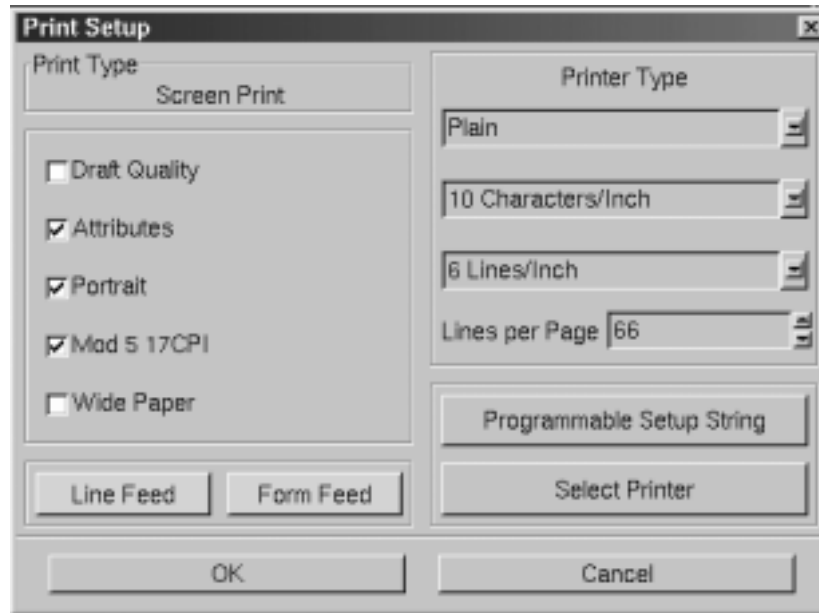 Print Setup
Print Type
Screen Print
Draft Quality
Attributes
Portrait
Mod 5 17CPI
Wide Paper
Line Feed
Form Feed
Printer Type
Plain
10 Characters/Inch
6 Lines/Inch
Lines per Page 66
Programmable Setup String
Select Printer
OK
Cancel